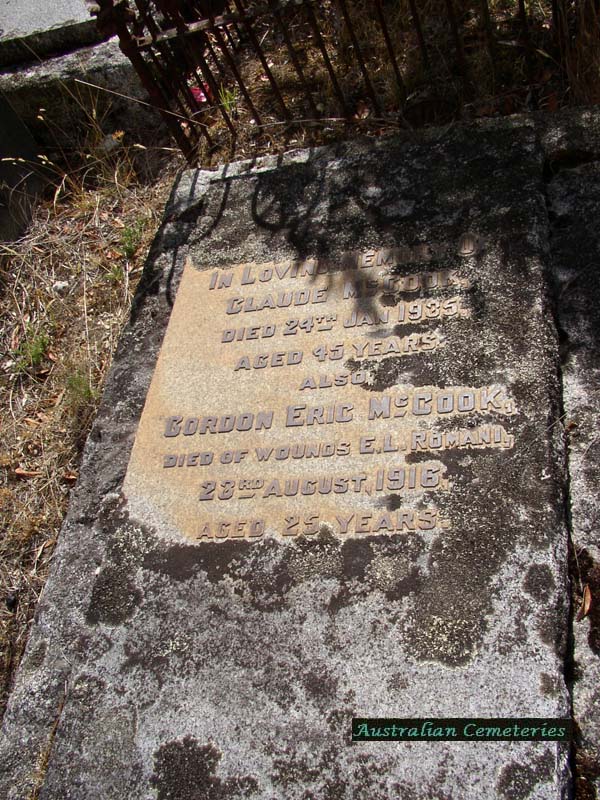 IN LOVING MEMORY O
CLAUDE McCOOK,
DIED 24TH JAN 1935.
AGED 45 YEARS.
ALSO
GORDON ERIC McCOOK,
DIED OF WOUNDS E.L. ROMANI,
23RD AUGUST, 1916.
AGED 25 YEARS.
Australian Cemeteries